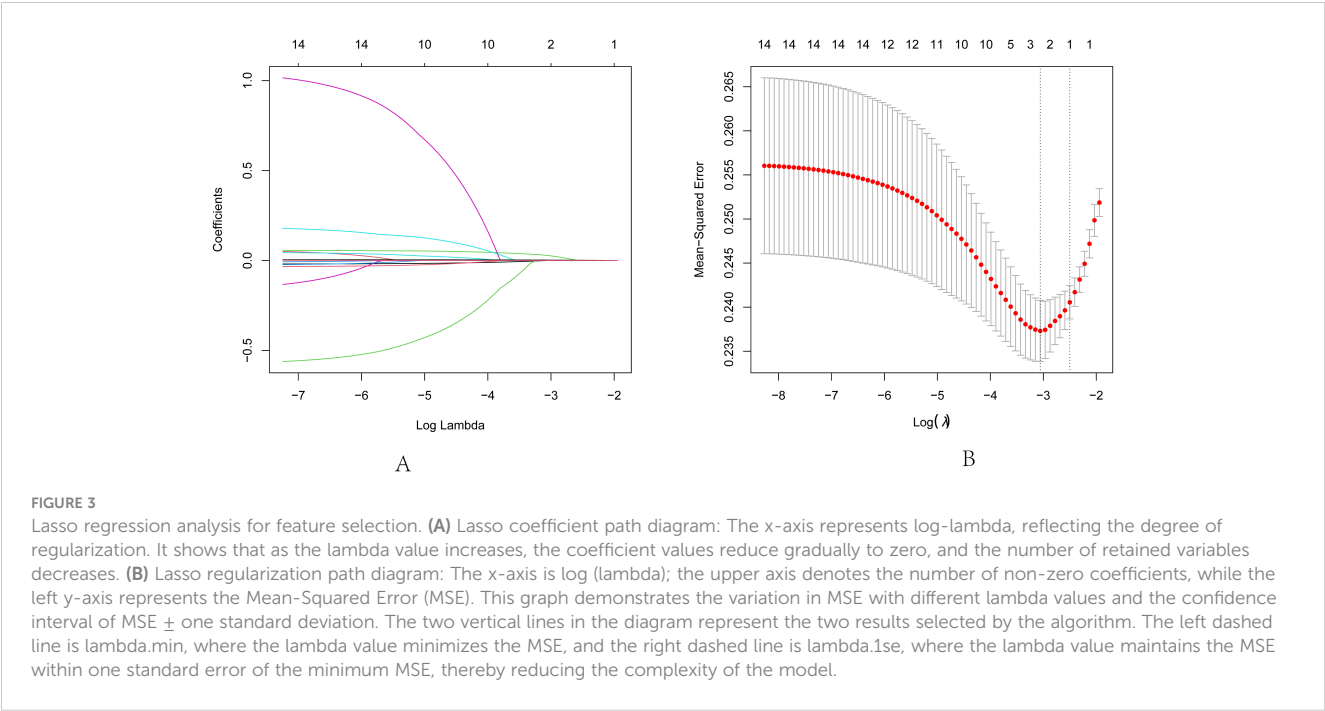 14 14 10 10 2 1
1.0
0.5
0.0
−0.5
Coefficients
−7 −6 −5 −4 −3 −2
Log Lambda
A
14 14 14 14 14 12 12 11 10 10 5 3 2 1 1
0.265
0.260
0.255
0.250
0.245
0.240
0.235
Mean−Squared Error
−8 −7 −6 −5 −4 −3 −2
Log(λ)
B
FIGURE 3
Lasso regression analysis for feature selection. (A) Lasso coefficient path diagram: The x-axis represents log-lambda, reflecting the degree of
regularization. It shows that as the lambda value increases, the coefficient values reduce gradually to zero, and the number of retained variables
decreases. (B) Lasso regularization path diagram: The x-axis is log (lambda); the upper axis denotes the number of non-zero coefficients, while the
left y-axis represents the Mean-Squared Error (MSE). This graph demonstrates the variation in MSE with different lambda values and the confidence
interval of MSE ± one standard deviation. The two vertical lines in the diagram represent the two results selected by the algorithm. The left dashed
line is lambda.min, where the lambda value minimizes the MSE, and the right dashed line is lambda.1se, where the lambda value maintains the MSE
within one standard error of the minimum MSE, thereby reducing the complexity of the model.